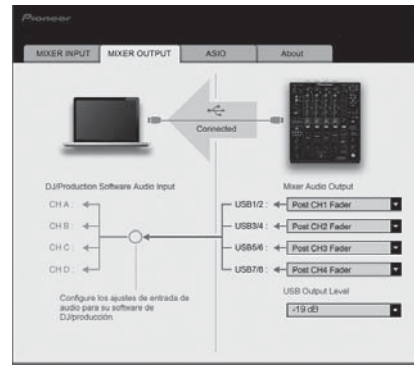 Pioneer
MIXER INPUT MIXER OUTPUT ASIO About
Connected
DJ/Production Software Audio Input Mixer Audio Output
CH A : USB1/2 : Post CH1 Fader
CH B : USB3/4 : Post CH2 Fader
CH C : USB5/6 : Post CH3 Fader
CH D : USB7/8 : Post CH4 Fader
Configure los ajustes de entrada de
audio para su software de
DJ/producción.
USB Output Level
-19 dB